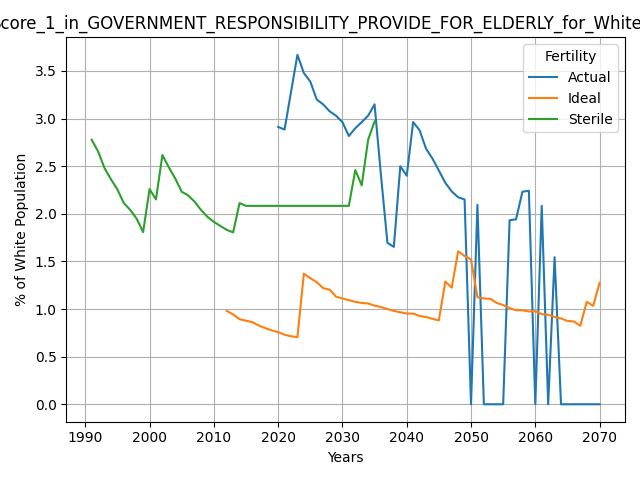 core_1_in_GOVERNMENT_RESPONSIBILITY_PROVIDE_FOR_ELDERLY_for_White
Fertility
Actual
Ideal
Sterile
% of White Population
3.5
3.0
2.5
2.0
1.5
1.0
0.5
0.0
1990 2000 2010 2020 2030 2040 2050 2060 2070
Years